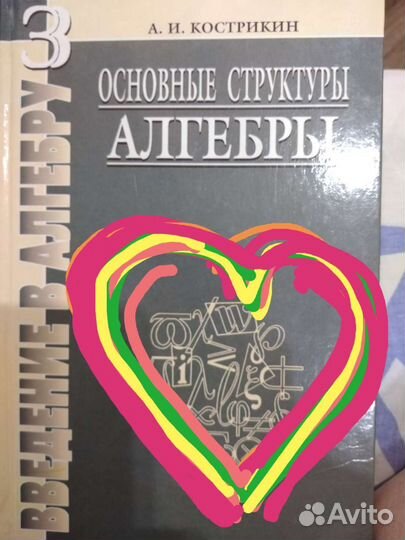 3
А. И. КОСТРИКИН
ОСНОВНЫЕ СТРУКТУРЫ
АЛГЕБРЫ
ВВЕДЕНИЕ В АЛГЕБРУ
Avito